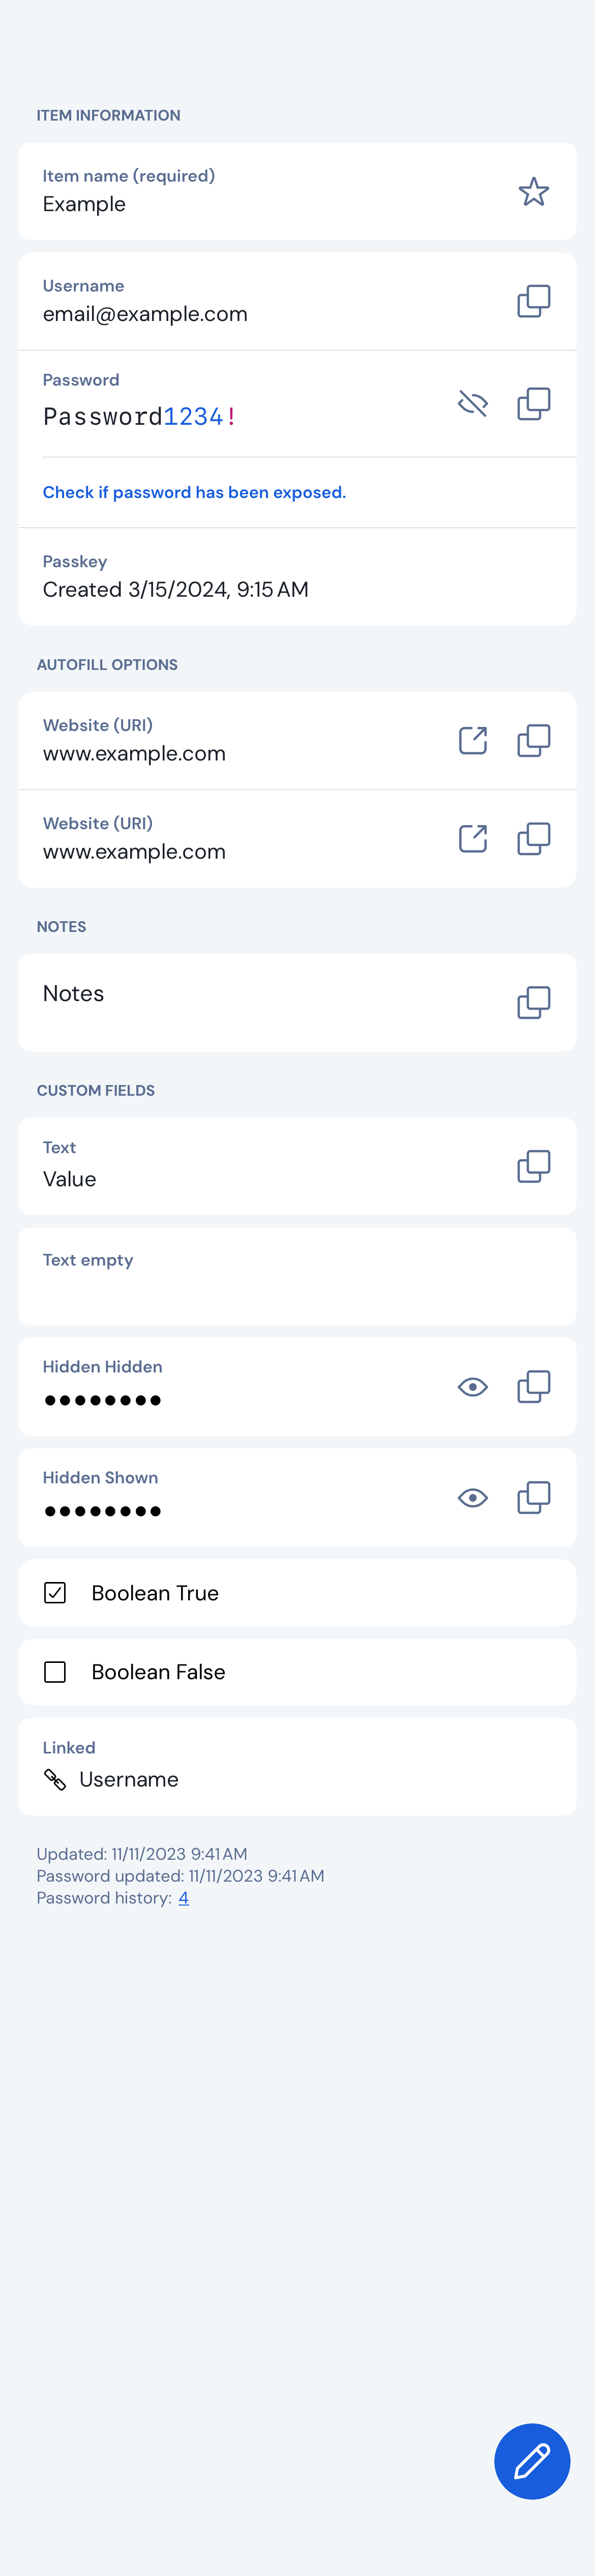 ITEM INFORMATION
Item name (required)
Example
Username
email@example.com
Password
Password1234!
Check if password has been exposed.
Passkey
Created 3/15/2024, 9:15 AM
AUTOFILL OPTIONS
Website (URI)
www.example.com
Website (URI)
www.example.com
NOTES
Notes
CUSTOM FIELDS
Text
Value
Text empty
Hidden Hidden
●●●●●●●●
Hidden Shown
●●●●●●●●
Boolean True
Boolean False
Linked
Username
Updated: 11/11/2023 9:41 AM
Password updated: 11/11/2023 9:41 AM
Password history: 4